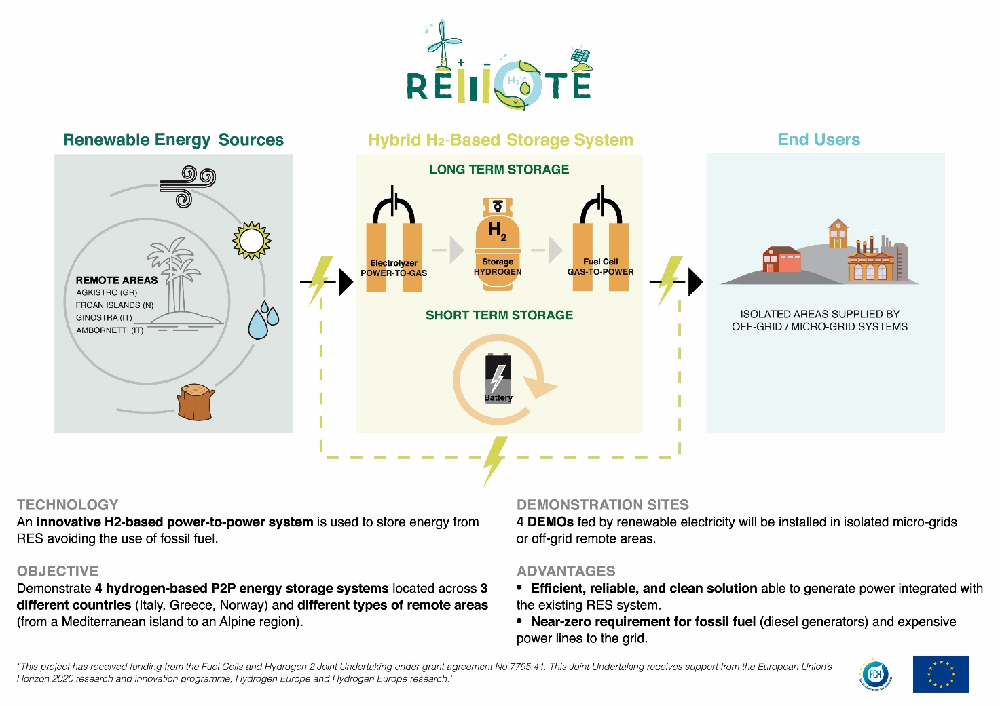 REMOTE
+ −
H₂
Renewable Energy Sources
REMOTE AREAS
AGKISTRO (GR)
FROAN ISLANDS (N)
GINOSTRA (IT)
AMBORNETTI (IT)
Hybrid H2-Based Storage System
LONG TERM STORAGE
Electrolyzer
POWER-TO-GAS
H2
Storage
HYDROGEN
Fuel Cell
GAS-TO-POWER
SHORT TERM STORAGE
Battery
End Users
ISOLATED AREAS SUPPLIED BY
OFF-GRID / MICRO-GRID SYSTEMS
TECHNOLOGY
An innovative H2-based power-to-power system is used to store energy from
RES avoiding the use of fossil fuel.
OBJECTIVE
Demonstrate 4 hydrogen-based P2P energy storage systems located across 3
different countries (Italy, Greece, Norway) and different types of remote areas
(from a Mediterranean island to an Alpine region).
DEMONSTRATION SITES
4 DEMOs fed by renewable electricity will be installed in isolated micro-grids
or off-grid remote areas.
ADVANTAGES
• Efficient, reliable, and clean solution able to generate power integrated with
the existing RES system.
• Near-zero requirement for fossil fuel (diesel generators) and expensive
power lines to the grid.
"This project has received funding from the Fuel Cells and Hydrogen 2 Joint Undertaking under grant agreement No 7795 41. This Joint Undertaking receives support from the European Union's
Horizon 2020 research and innovation programme, Hydrogen Europe and Hydrogen Europe research."
FCH